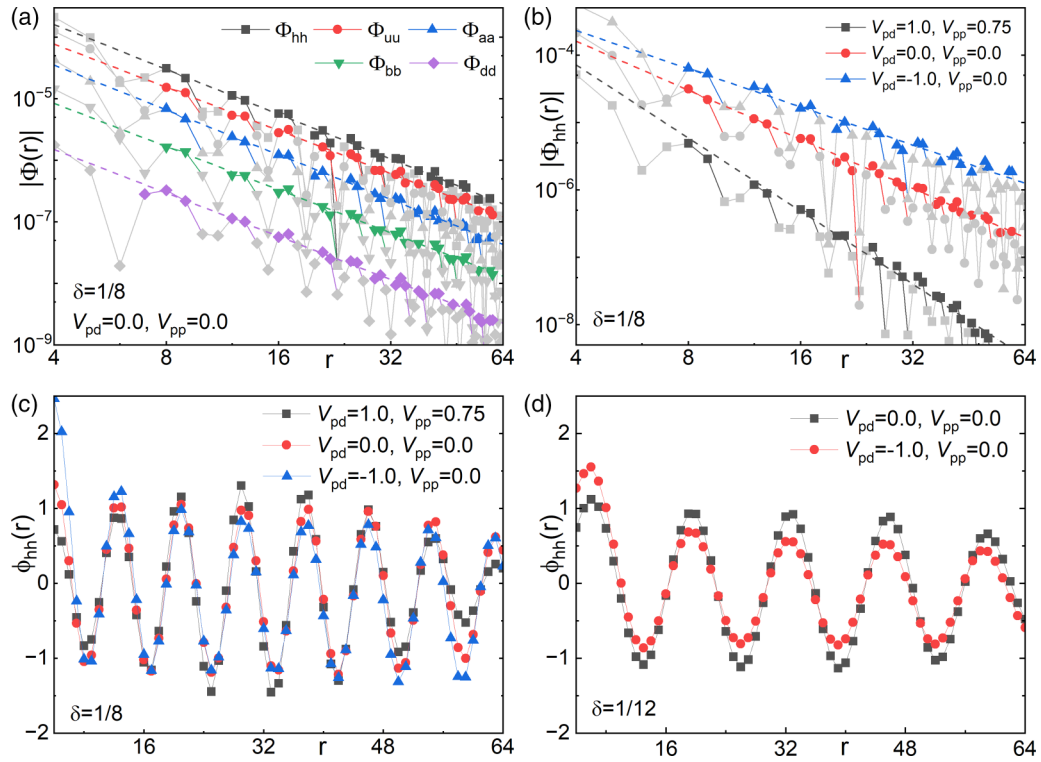 (a)
Φhh Φuu Φaa
Φbb Φdd
|Φ(r)|
10⁻⁵
10⁻⁷
10⁻⁹
δ=1/8
Vpd=0.0, Vpp=0.0
4 8 16 r 32 64
(b)
Vpd=1.0, Vpp=0.75
Vpd=0.0, Vpp=0.0
Vpd=-1.0, Vpp=0.0
|Φhh(r)|
10⁻⁴
10⁻⁶
10⁻⁸
δ=1/8
4 8 16 r 32 64
(c)
Vpd=1.0, Vpp=0.75
Vpd=0.0, Vpp=0.0
Vpd=-1.0, Vpp=0.0
ϕhh(r)
2
1
0
-1
-2
δ=1/8
16 32 r 48 64
(d)
Vpd=0.0, Vpp=0.0
Vpd=-1.0, Vpp=0.0
ϕhh(r)
2
1
0
-1
-2
δ=1/12
16 32 r 48 64